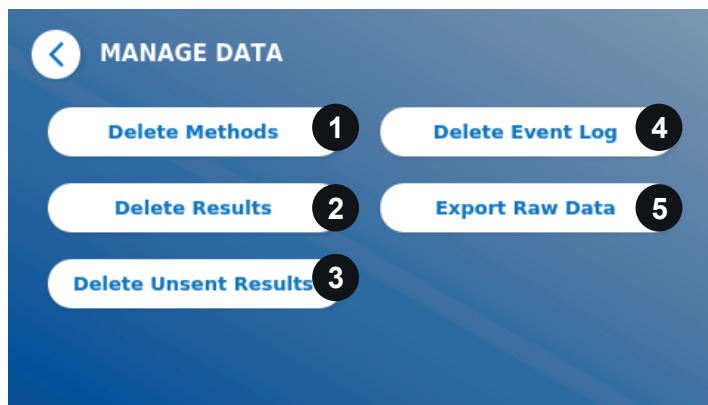 MANAGE DATA
Delete Methods 1
Delete Event Log 4
Delete Results 2
Export Raw Data 5
Delete Unsent Results 3